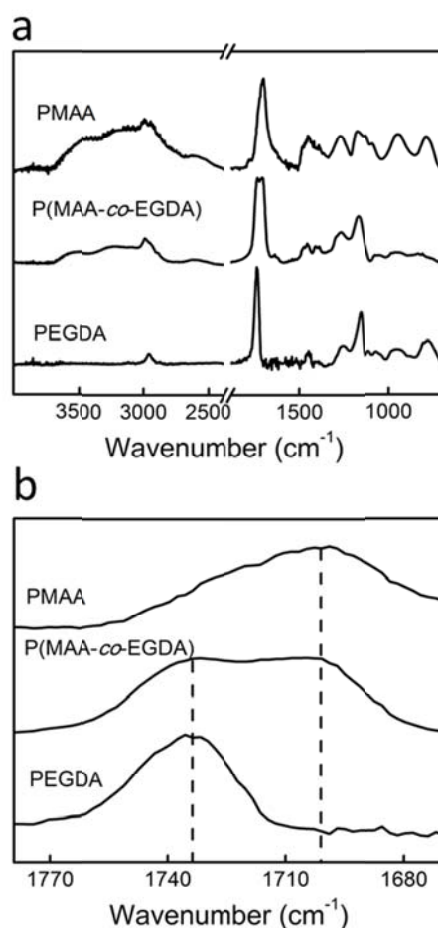 a
PMAA
P(MAA-co-EGDA)
PEGDA
3500 3000 2500 1500 1000
Wavenumber (cm⁻¹)
b
PMAA
P(MAA-co-EGDA)
PEGDA
1770 1740 1710 1680
Wavenumber (cm⁻¹)